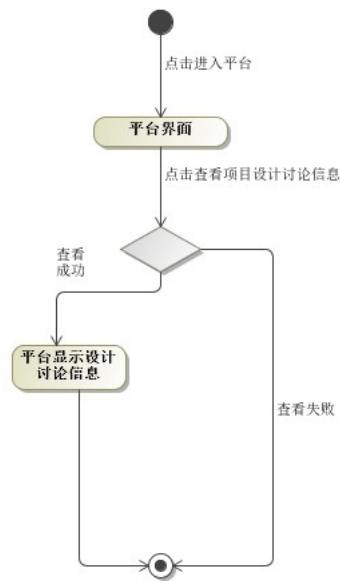 点击进入平台
平台界面
点击查看项目设计讨论信息
查看
成功
平台显示设计
讨论信息
查看失败